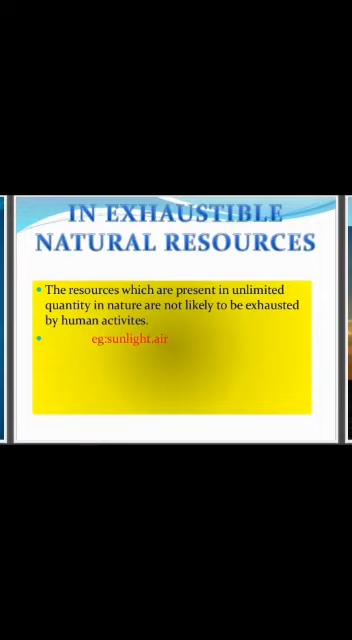 IN EXHAUSTIBLE
NATURAL RESOURCES
• The resources which are present in unlimited
quantity in nature are not likely to be exhausted
by human activites.
• eg:sunlight.air